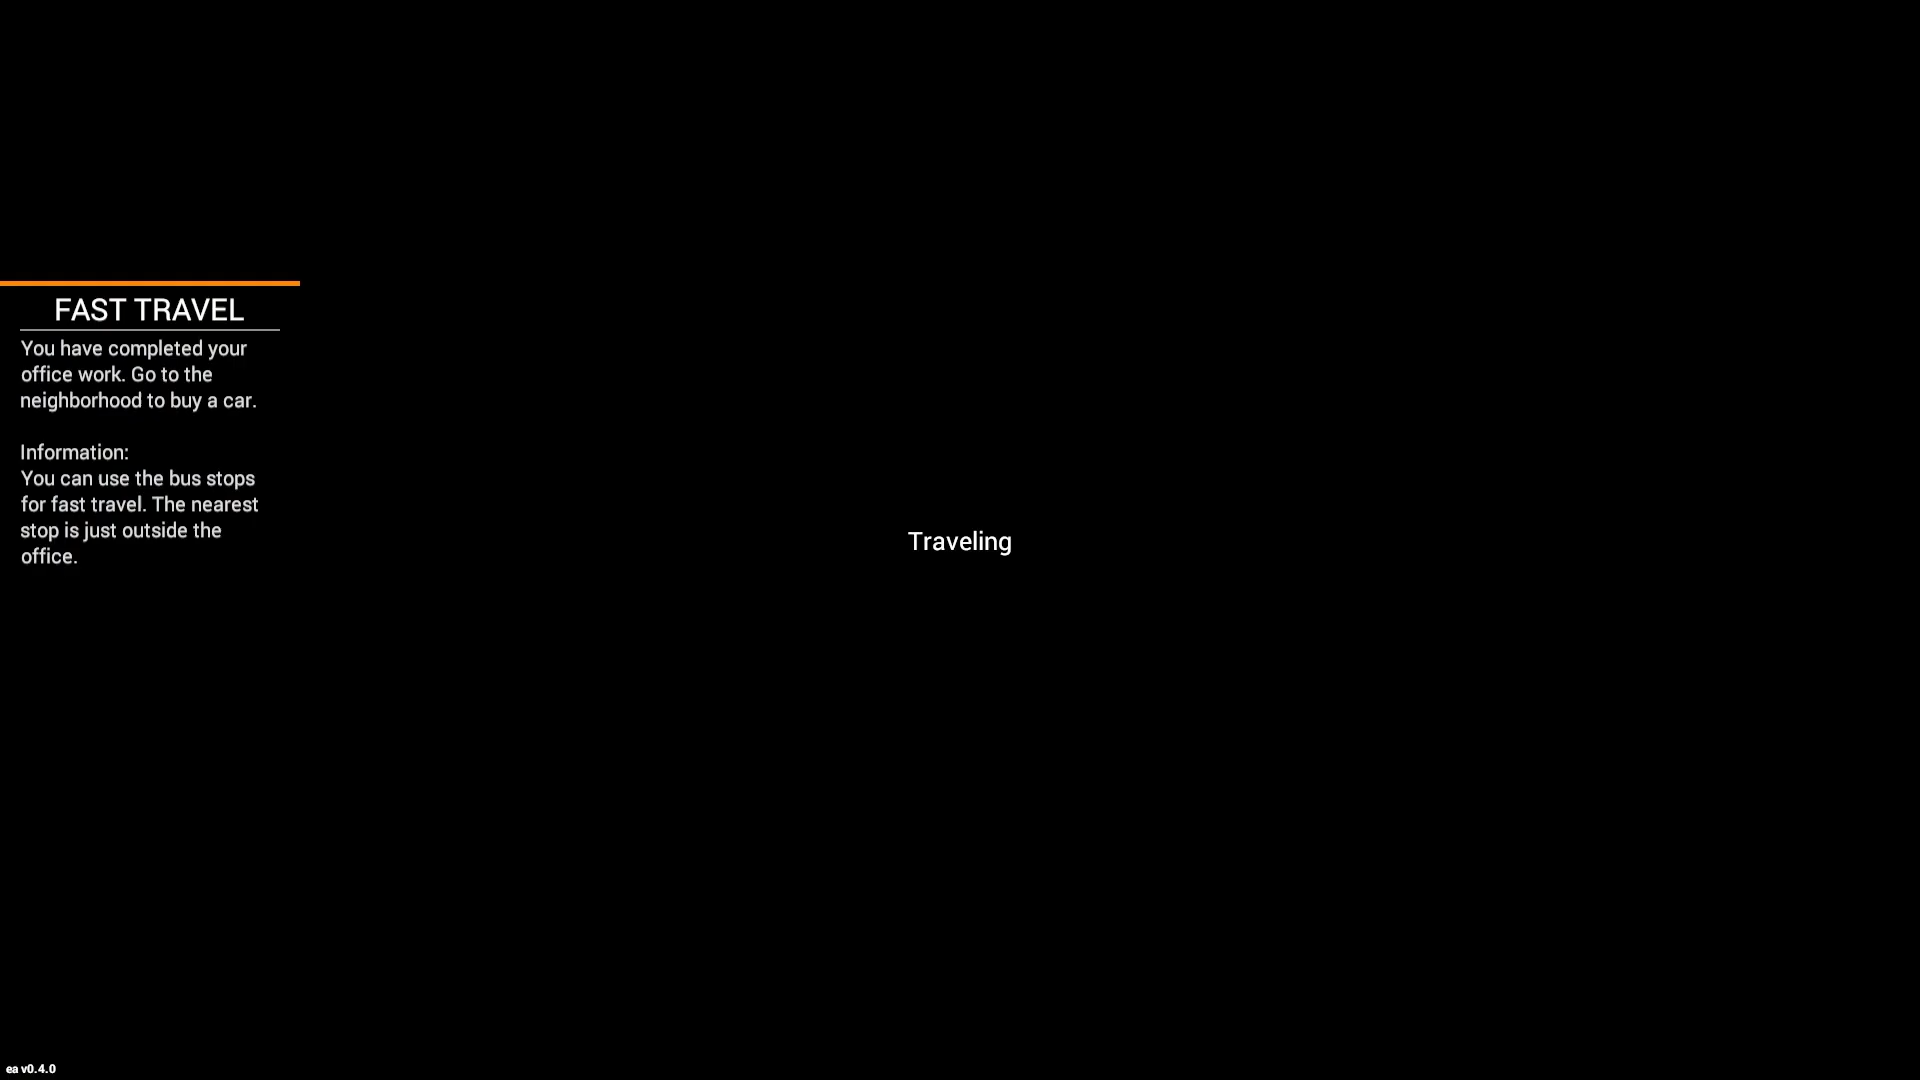 FAST TRAVEL
You have completed your
office work. Go to the
neighborhood to buy a car.
Information:
You can use the bus stops
for fast travel. The nearest
stop is just outside the
office.
Traveling
ea v0.4.0